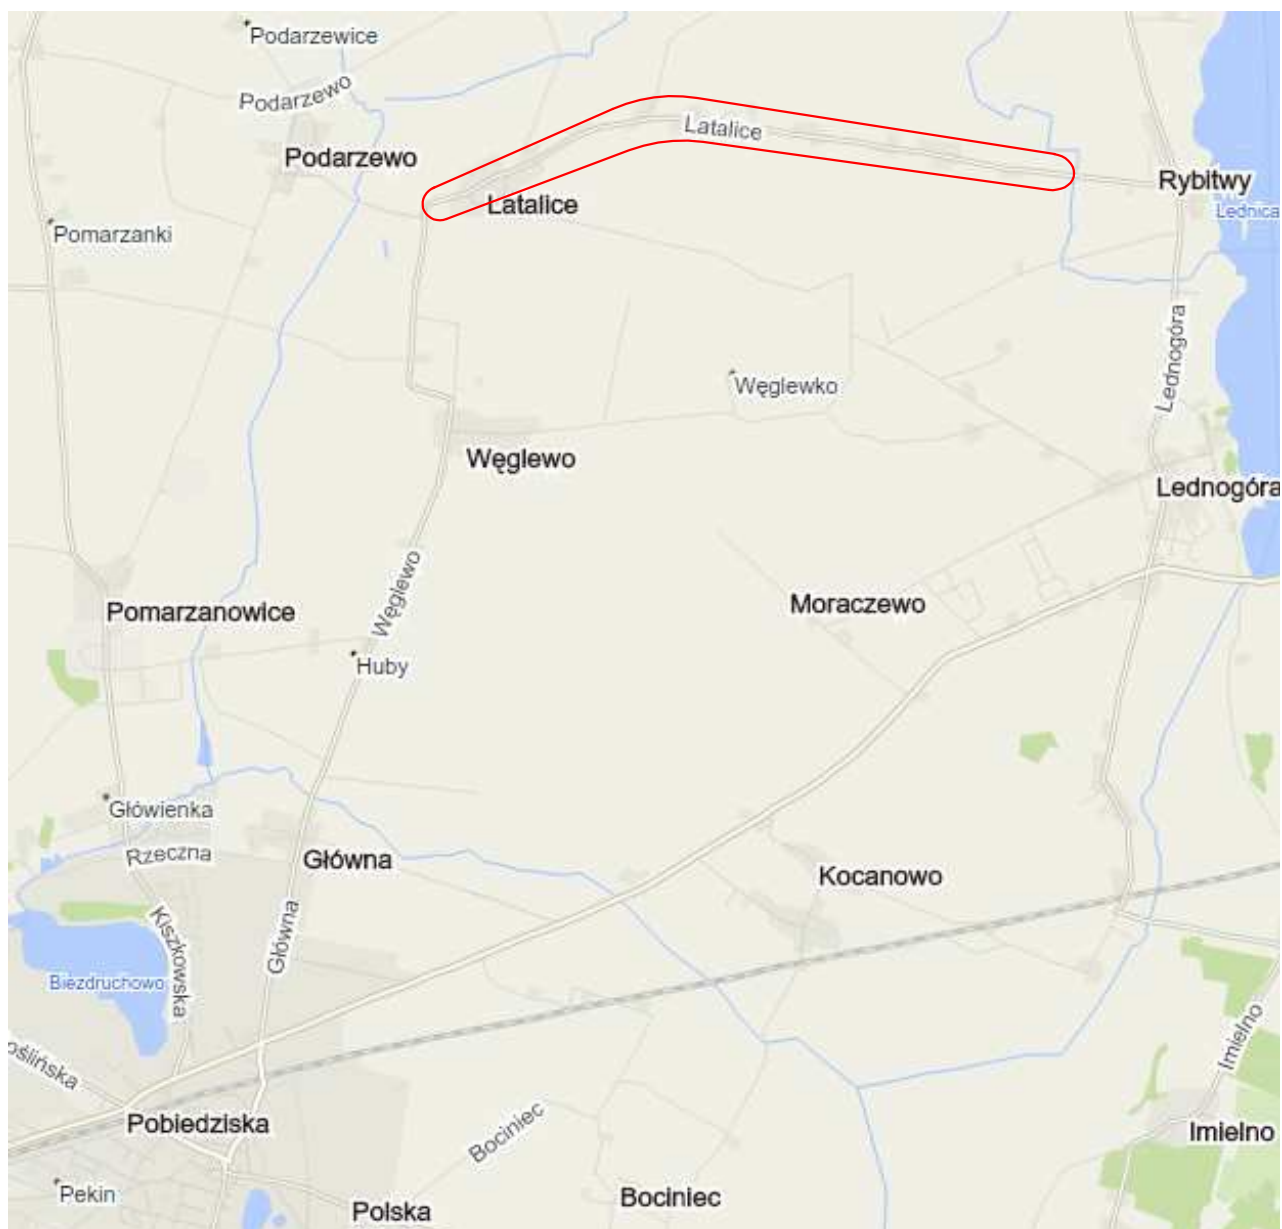 Podarzewice
Podarzewo
Latalice
Podarzewo
Rybitwy
Latalice
Lednica
Pomarzanki
Lednogóra
Węglewko
Węglewo
Lednogóra
Węglewo
Moraczewo
Pomarzanowice
Huby
Główienka
Rzeczna
Główna
Kocanowo
Kiszkowska
Główna
Biezdruchowo
Imielno
oślińska
Pobiedziska
Bociniec
Imielno
Pekin
Bociniec
Polska